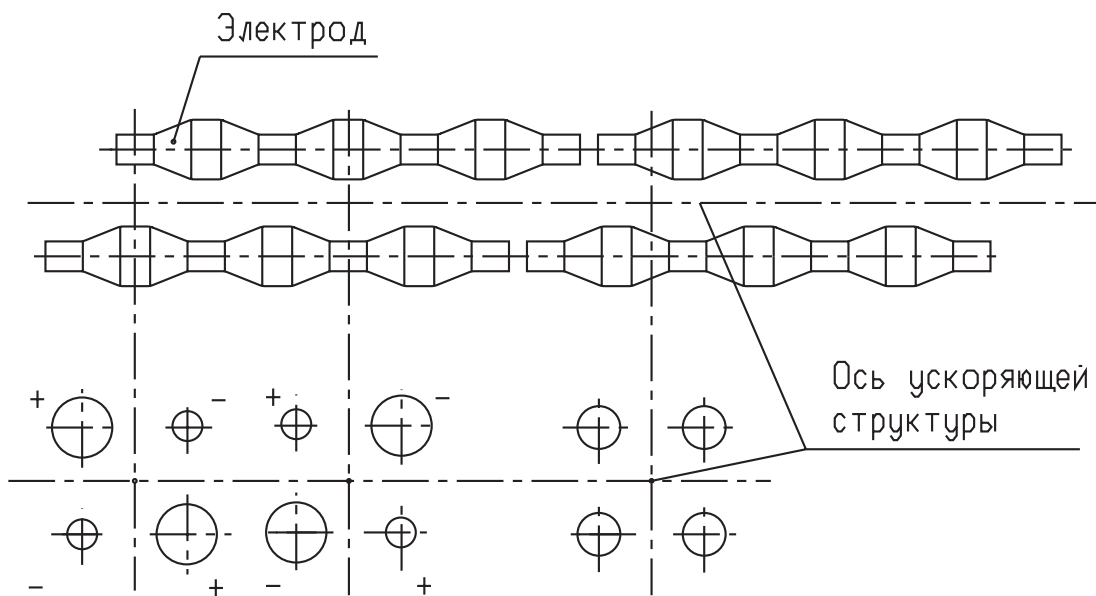 Электрод
Ось ускоряющей
структуры
+ - + -
- + - +